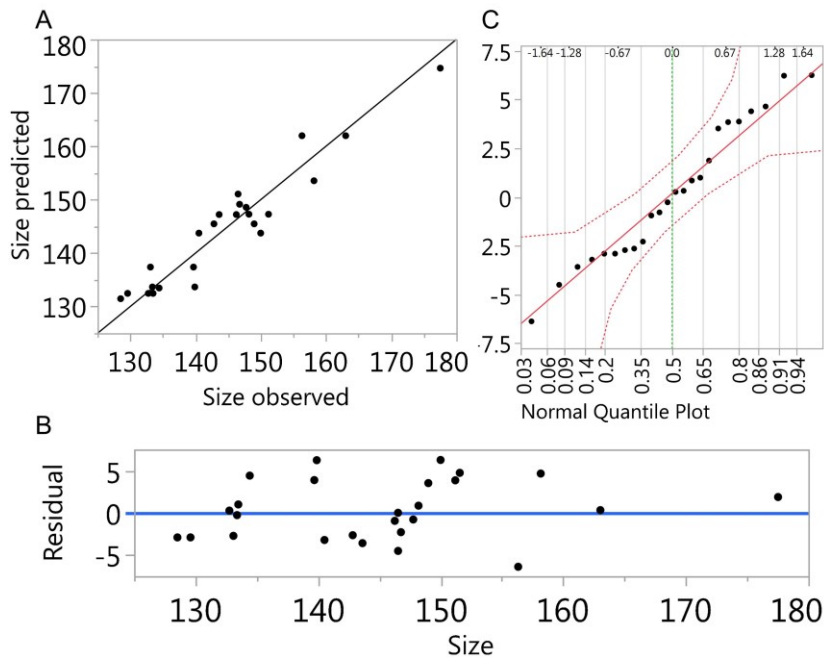 A
180
170
160
150
140
130
Size predicted
130 140 150 160 170 180
Size observed
C
-1.64 -1.28 -0.67 0.0 0.67 1.28 1.64
7.5
5
2.5
0
2.5
-5
-7.5
0.03 0.06 0.09 0.14 0.2 0.35 0.5 0.65 0.8 0.86 0.91 0.94
Normal Quantile Plot
B
Residual
5
0
-5
130 140 150 160 170 180
Size